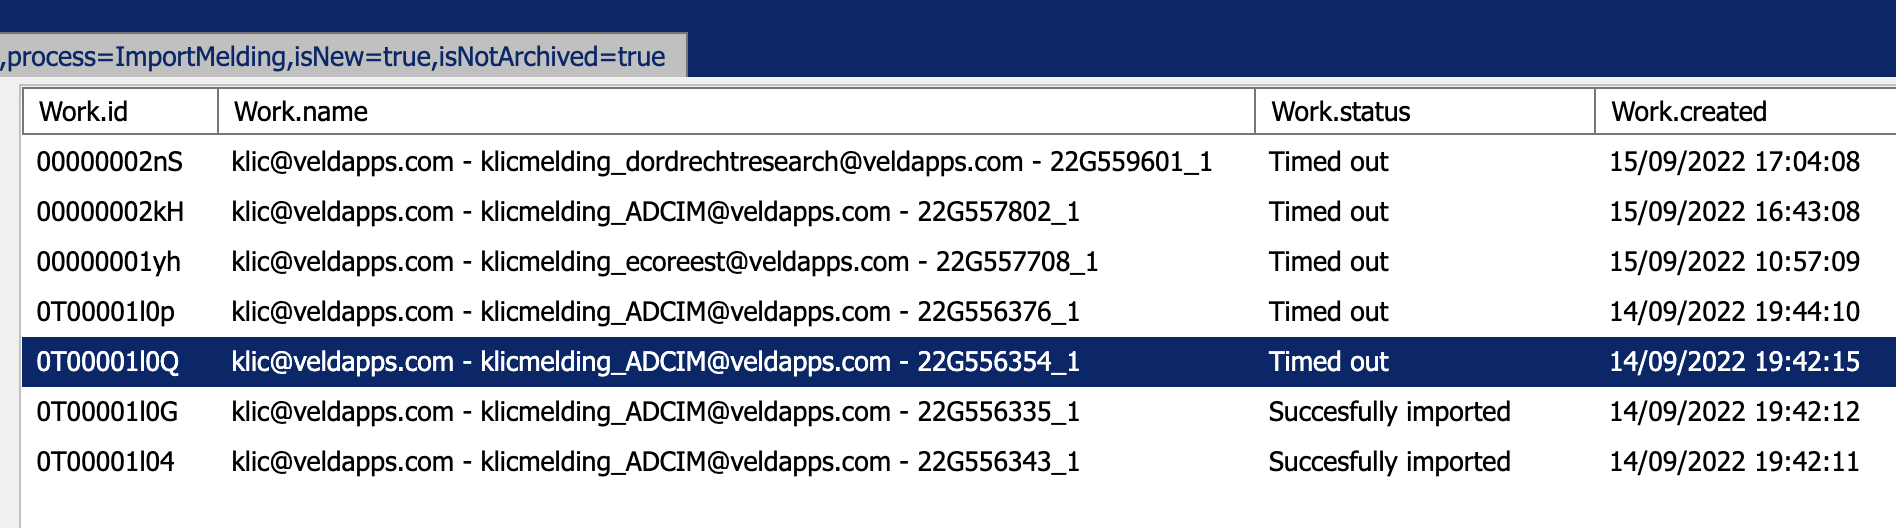 ,process=ImportMelding,isNew=true,isNotArchived=true
Work.id Work.name Work.status Work.created
00000002nS klic@veldapps.com - klicmelding_dordrechtresearch@veldapps.com - 22G559601_1 Timed out 15/09/2022 17:04:08
00000002kH klic@veldapps.com - klicmelding_ADCIM@veldapps.com - 22G557802_1 Timed out 15/09/2022 16:43:08
00000001yh klic@veldapps.com - klicmelding_ecoreest@veldapps.com - 22G557708_1 Timed out 15/09/2022 10:57:09
0T00001l0p klic@veldapps.com - klicmelding_ADCIM@veldapps.com - 22G556376_1 Timed out 14/09/2022 19:44:10
0T00001l0Q klic@veldapps.com - klicmelding_ADCIM@veldapps.com - 22G556354_1 Timed out 14/09/2022 19:42:15
0T00001l0G klic@veldapps.com - klicmelding_ADCIM@veldapps.com - 22G556335_1 Succesfully imported 14/09/2022 19:42:12
0T00001l04 klic@veldapps.com - klicmelding_ADCIM@veldapps.com - 22G556343_1 Succesfully imported 14/09/2022 19:42:11